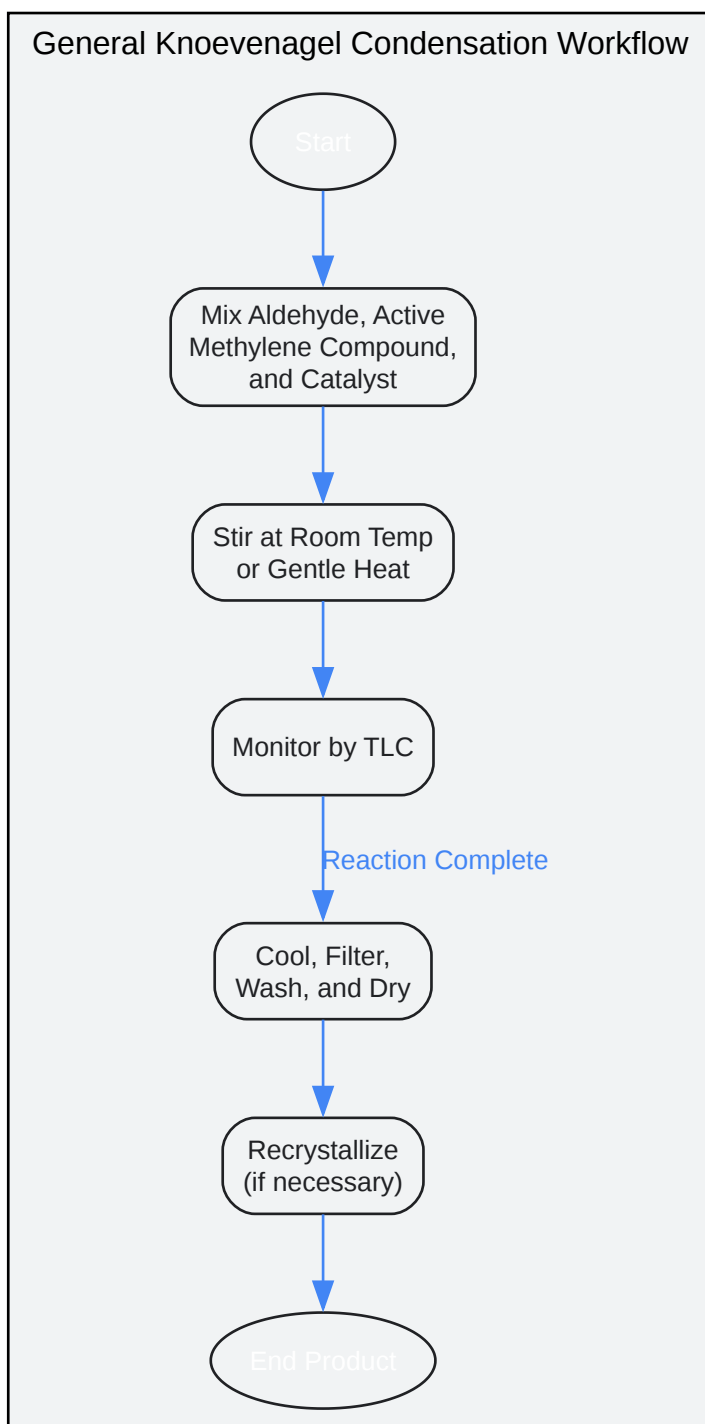 General Knoevenagel Condensation Workflow
Start
Mix Aldehyde, Active
Methylene Compound,
and Catalyst
Stir at Room Temp
or Gentle Heat
Monitor by TLC
Reaction Complete
Cool, Filter,
Wash, and Dry
Recrystallize
(if necessary)
End Product